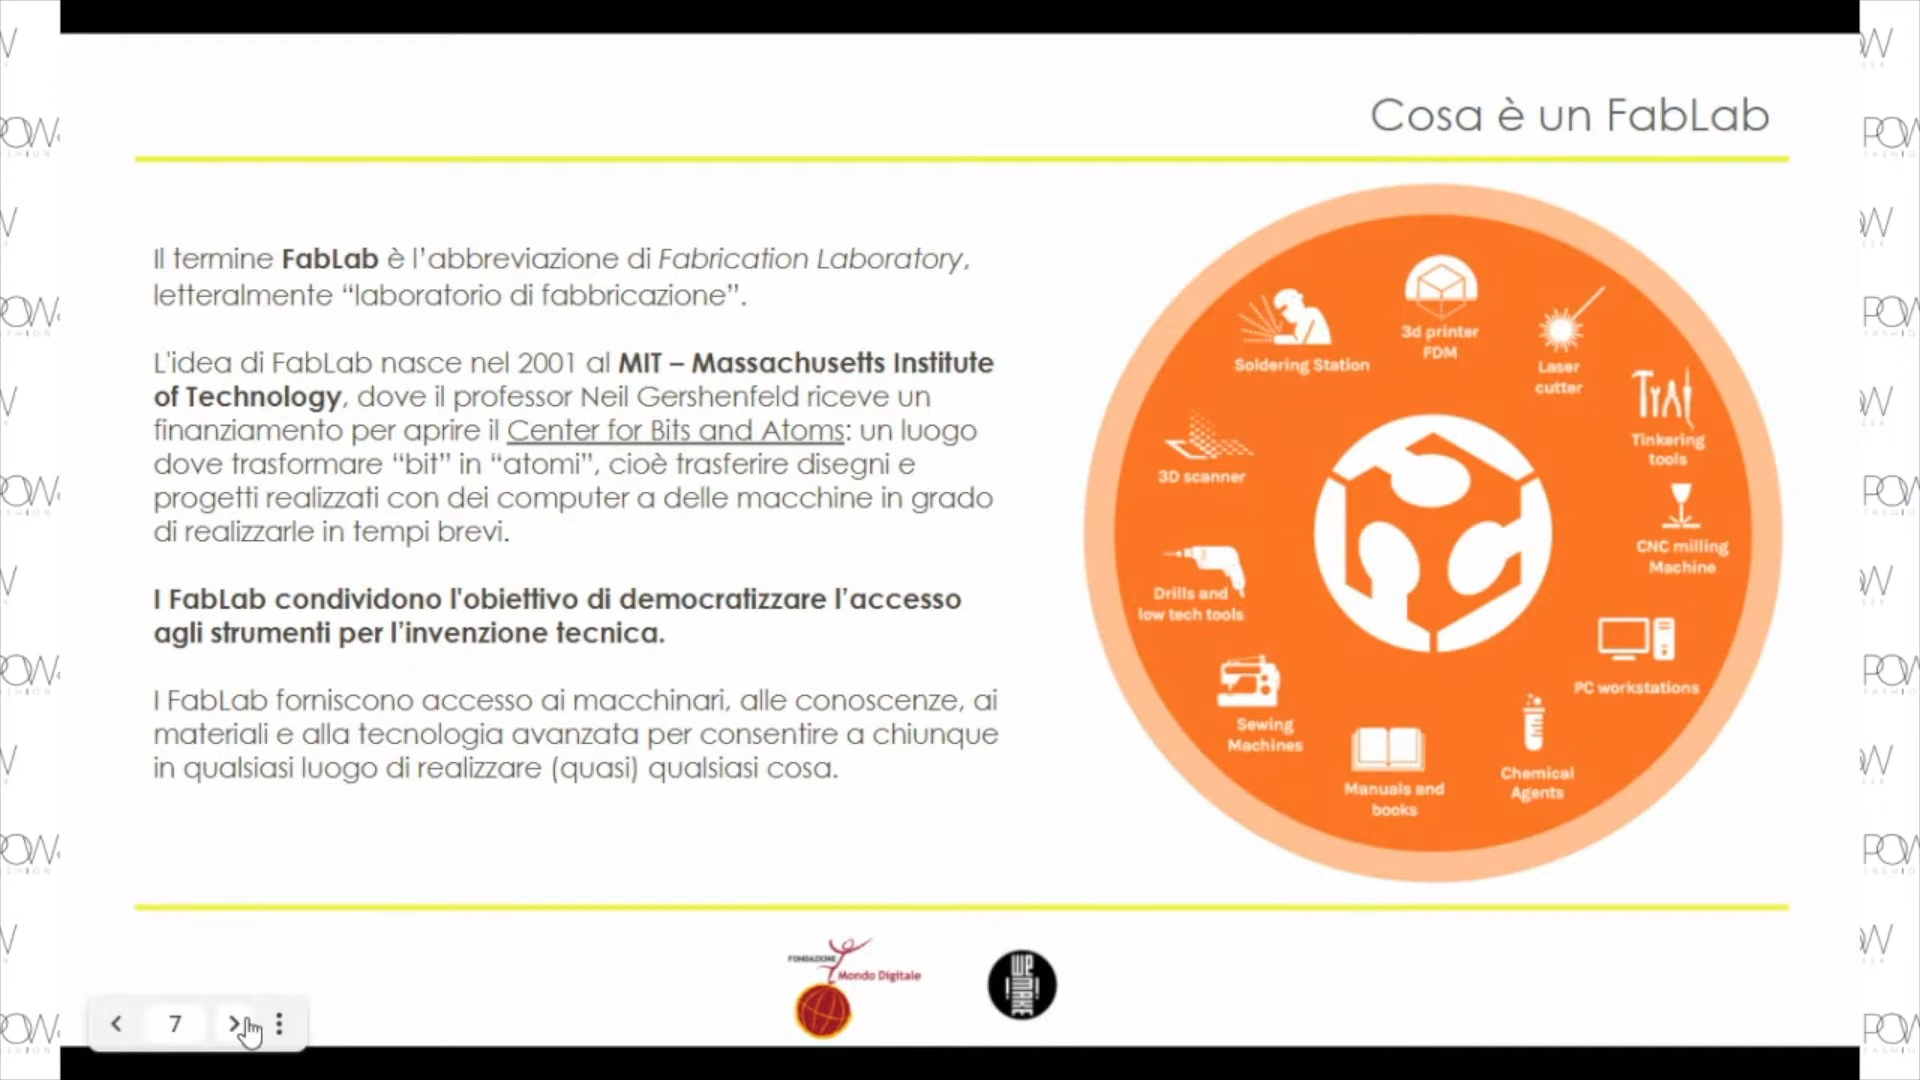 Cosa è un FabLab
Il termine FabLab è l’abbreviazione di Fabrication Laboratory,
letteralmente “laboratorio di fabbricazione”.
L'idea di FabLab nasce nel 2001 al MIT – Massachusetts Institute
of Technology, dove il professor Neil Gershenfeld riceve un
finanziamento per aprire il Center for Bits and Atoms: un luogo
dove trasformare “bit” in “atomi”, cioè trasferire disegni e
progetti realizzati con dei computer a delle macchine in grado
di realizzarle in tempi brevi.
I FabLab condividono l'obiettivo di democratizzare l’accesso
agli strumenti per l’invenzione tecnica.
I FabLab forniscono accesso ai macchinari, alle conoscenze, ai
materiali e alla tecnologia avanzata per consentire a chiunque
in qualsiasi luogo di realizzare (quasi) qualsiasi cosa.
Soldering Station
3d printer
FDM
Laser
cutter
Tinkering
tools
3D scanner
CNC milling
Machine
Drills and
low tech tools
PC workstations
Sewing
Machines
Manuals and
books
Chemical
Agents
FONDAZIONE
Mondo Digitale
WE
MAKE
7